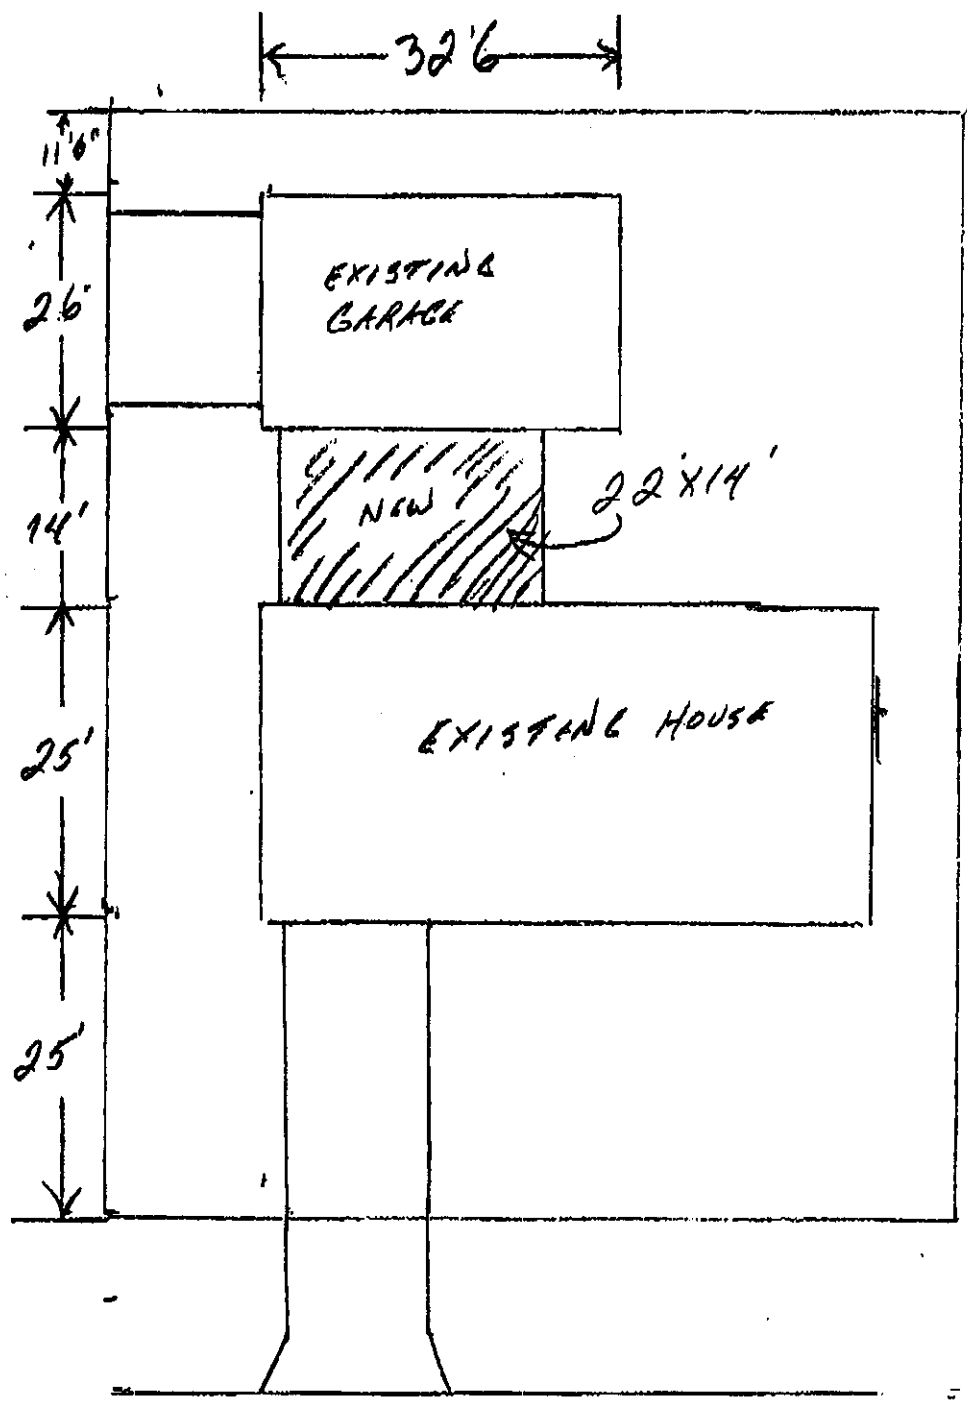 32'6
11'6"
26'
EXISTING
GARAGE
14'
NEW
22'X14'
25'
EXISTING HOUSE
25'